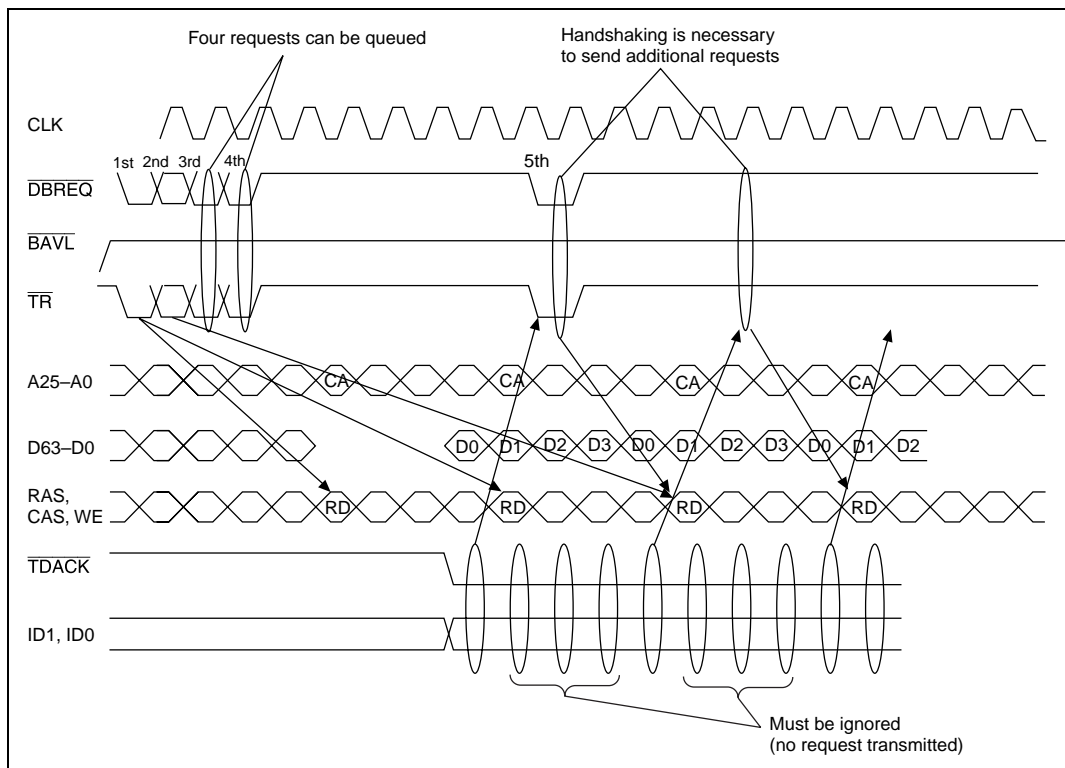 Four requests can be queued
Handshaking is necessary
to send additional requests
CLK
1st 2nd 3rd 4th 5th
DBREQ
BAVL
TR
A25–A0 CA CA CA CA
D63–D0 D0 D1 D2 D3 D0 D1 D2 D3 D0 D1 D2
RAS,
CAS, WE RD RD RD RD
TDACK
ID1, ID0
Must be ignored
(no request transmitted)